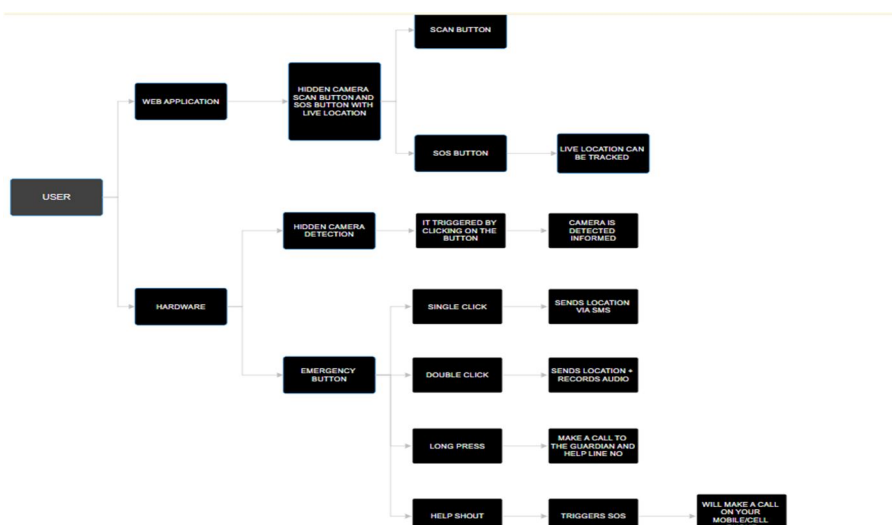 SCAN BUTTON
WEB APPLICATION
HIDDEN CAMERA
SCAN BUTTON AND
SOS BUTTON WITH
LIVE LOCATION
SOS BUTTON
LIVE LOCATION CAN
BE TRACKED
USER
HIDDEN CAMERA
DETECTION
IT TRIGGERED BY
CLICKING ON THE
BUTTON
CAMERA IS
DETECTED
INFORMED
HARDWARE
SINGLE CLICK
SENDS LOCATION
VIA SMS
EMERGENCY
BUTTON
DOUBLE CLICK
SENDS LOCATION +
RECORDS AUDIO
LONG PRESS
MAKE A CALL TO
THE GUARDIAN AND
HELP LINE NO
HELP SHOUT
TRIGGERS SOS
WILL MAKE A CALL
ON YOUR
MOBILE/CELL